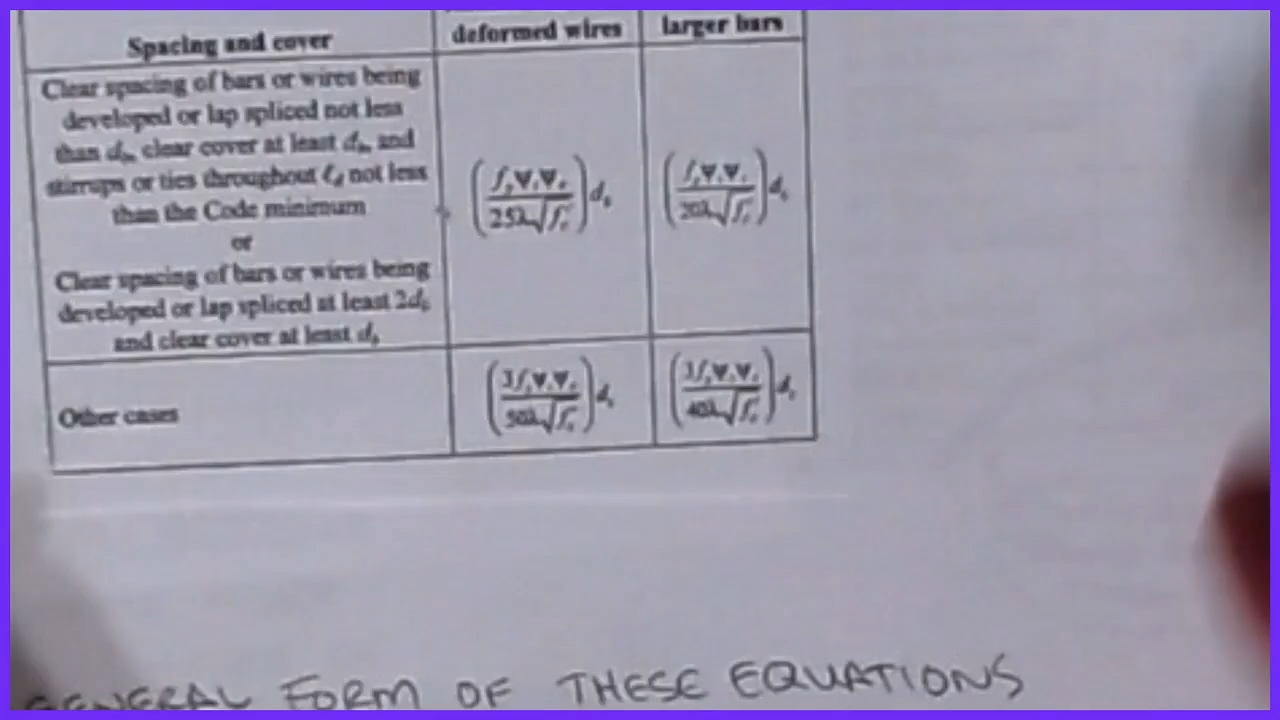 Spacing and cover
deformed wires
larger bars
Clear spacing of bars or wires being
developed or lap spliced not less
than d_b, clear cover at least d_b, and
stirrups or ties throughout ℓ_d not less
than the Code minimum
or
Clear spacing of bars or wires being
developed or lap spliced at least 2d_b
and clear cover at least d_b
(f_yΨ_tΨ_e / 25λ√f'_c) d_b
(f_yΨ_tΨ_e / 20λ√f'_c) d_b
Other cases
(3f_yΨ_tΨ_e / 50λ√f'_c) d_b
(3f_yΨ_tΨ_e / 40λ√f'_c) d_b
GENERAL FORM OF THESE EQUATIONS